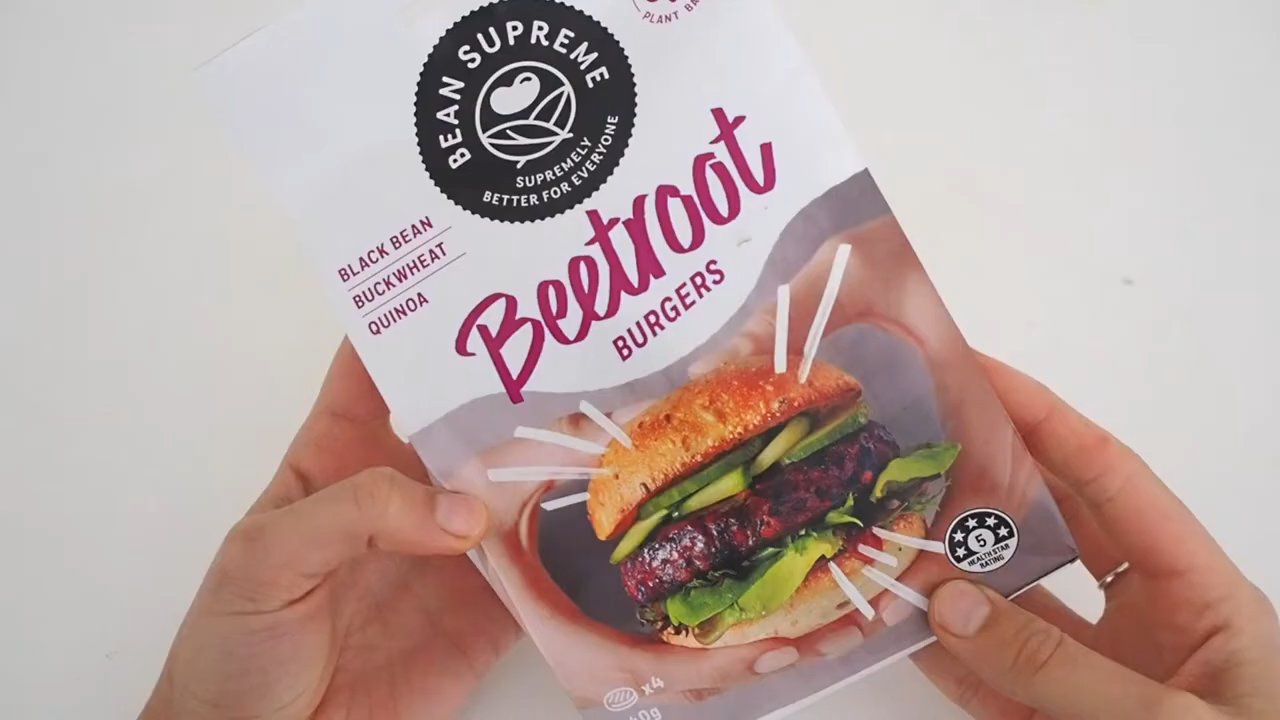 PLANT
BEAN SUPREME
SUPREMELY
BETTER FOR EVERYONE
BLACK BEAN
BUCKWHEAT
QUINOA
Beetroot
BURGERS
5
HEALTH STAR
RATING
x4